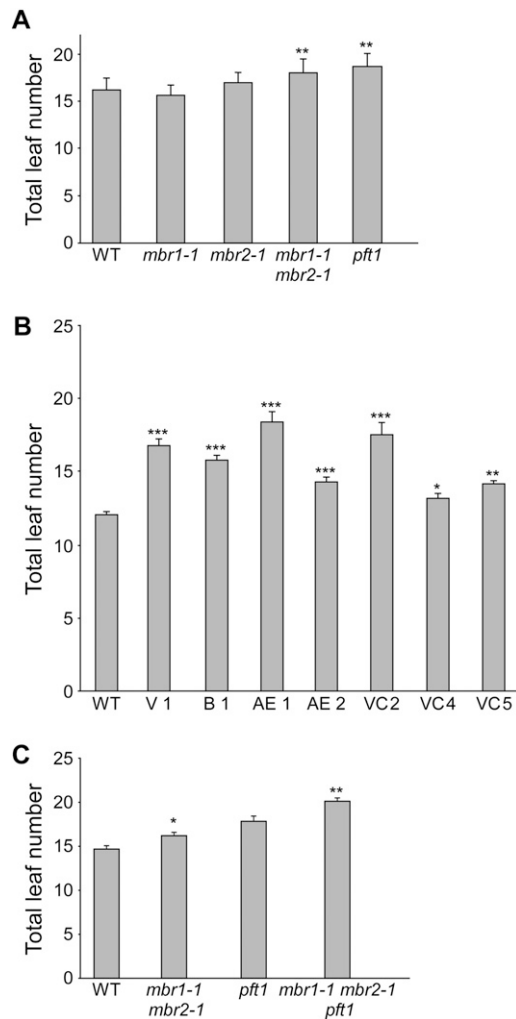 A
Total leaf number
20
15
10
5
0
** **
WT mbr1-1 mbr2-1 mbr1-1 pft1
mbr2-1
B
Total leaf number
25
20
15
10
5
0
*** *** *** *** *** * **
WT V 1 B 1 AE 1 AE 2 VC2 VC4 VC5
C
Total leaf number
25
20
15
10
5
0
* **
WT mbr1-1 pft1 mbr1-1 mbr2-1
mbr2-1 pft1